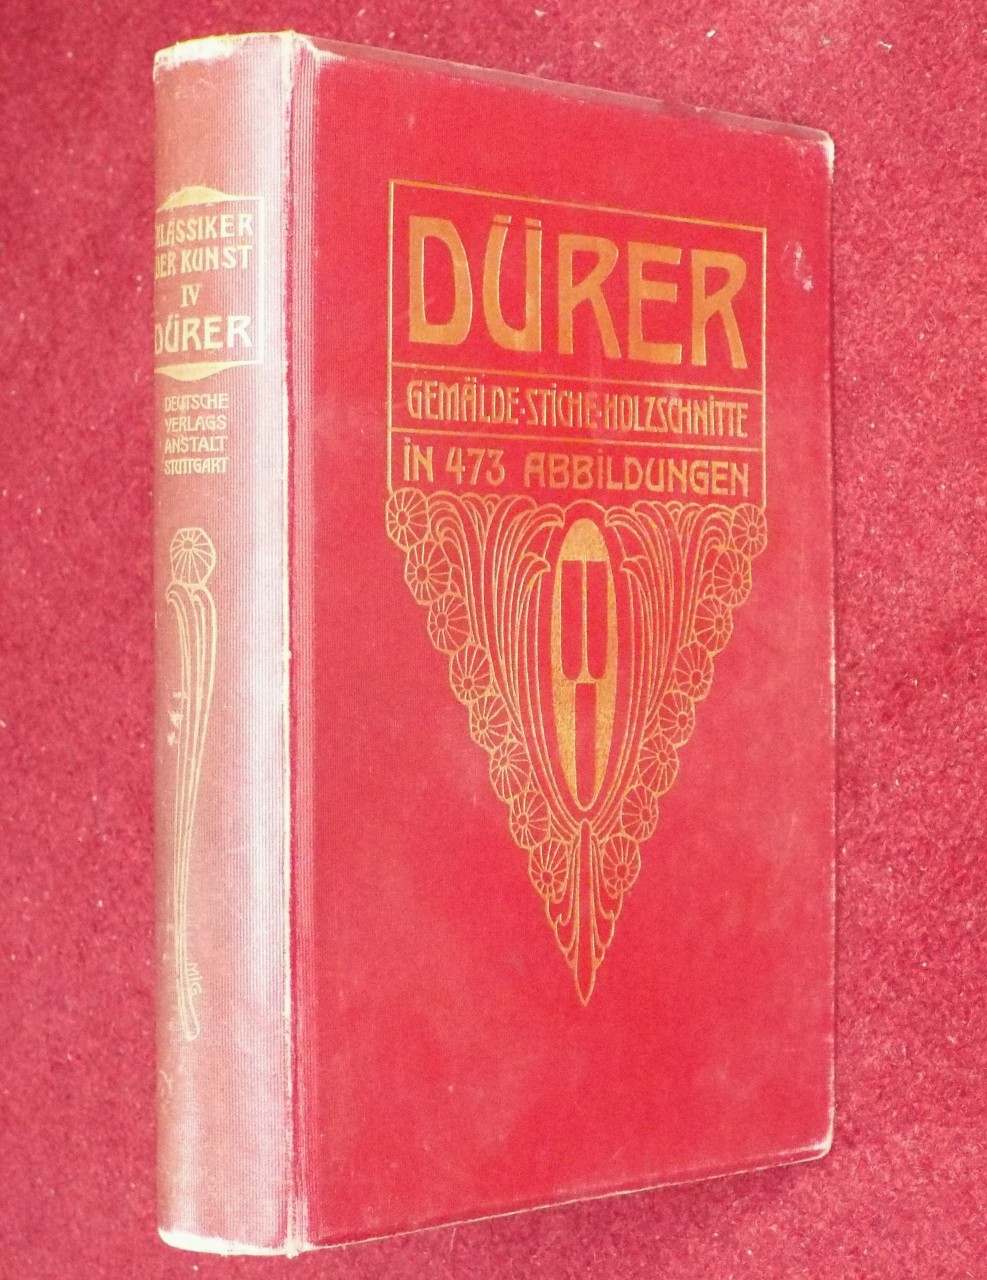 KLASSIKER
DER KUNST
IV
DÜRER
DEUTSCHE
VERLAGS
ANSTALT
STUTTGART
DÜRER
GEMÄLDE·STICHE·HOLZSCHNITTE
IN 473 ABBILDUNGEN